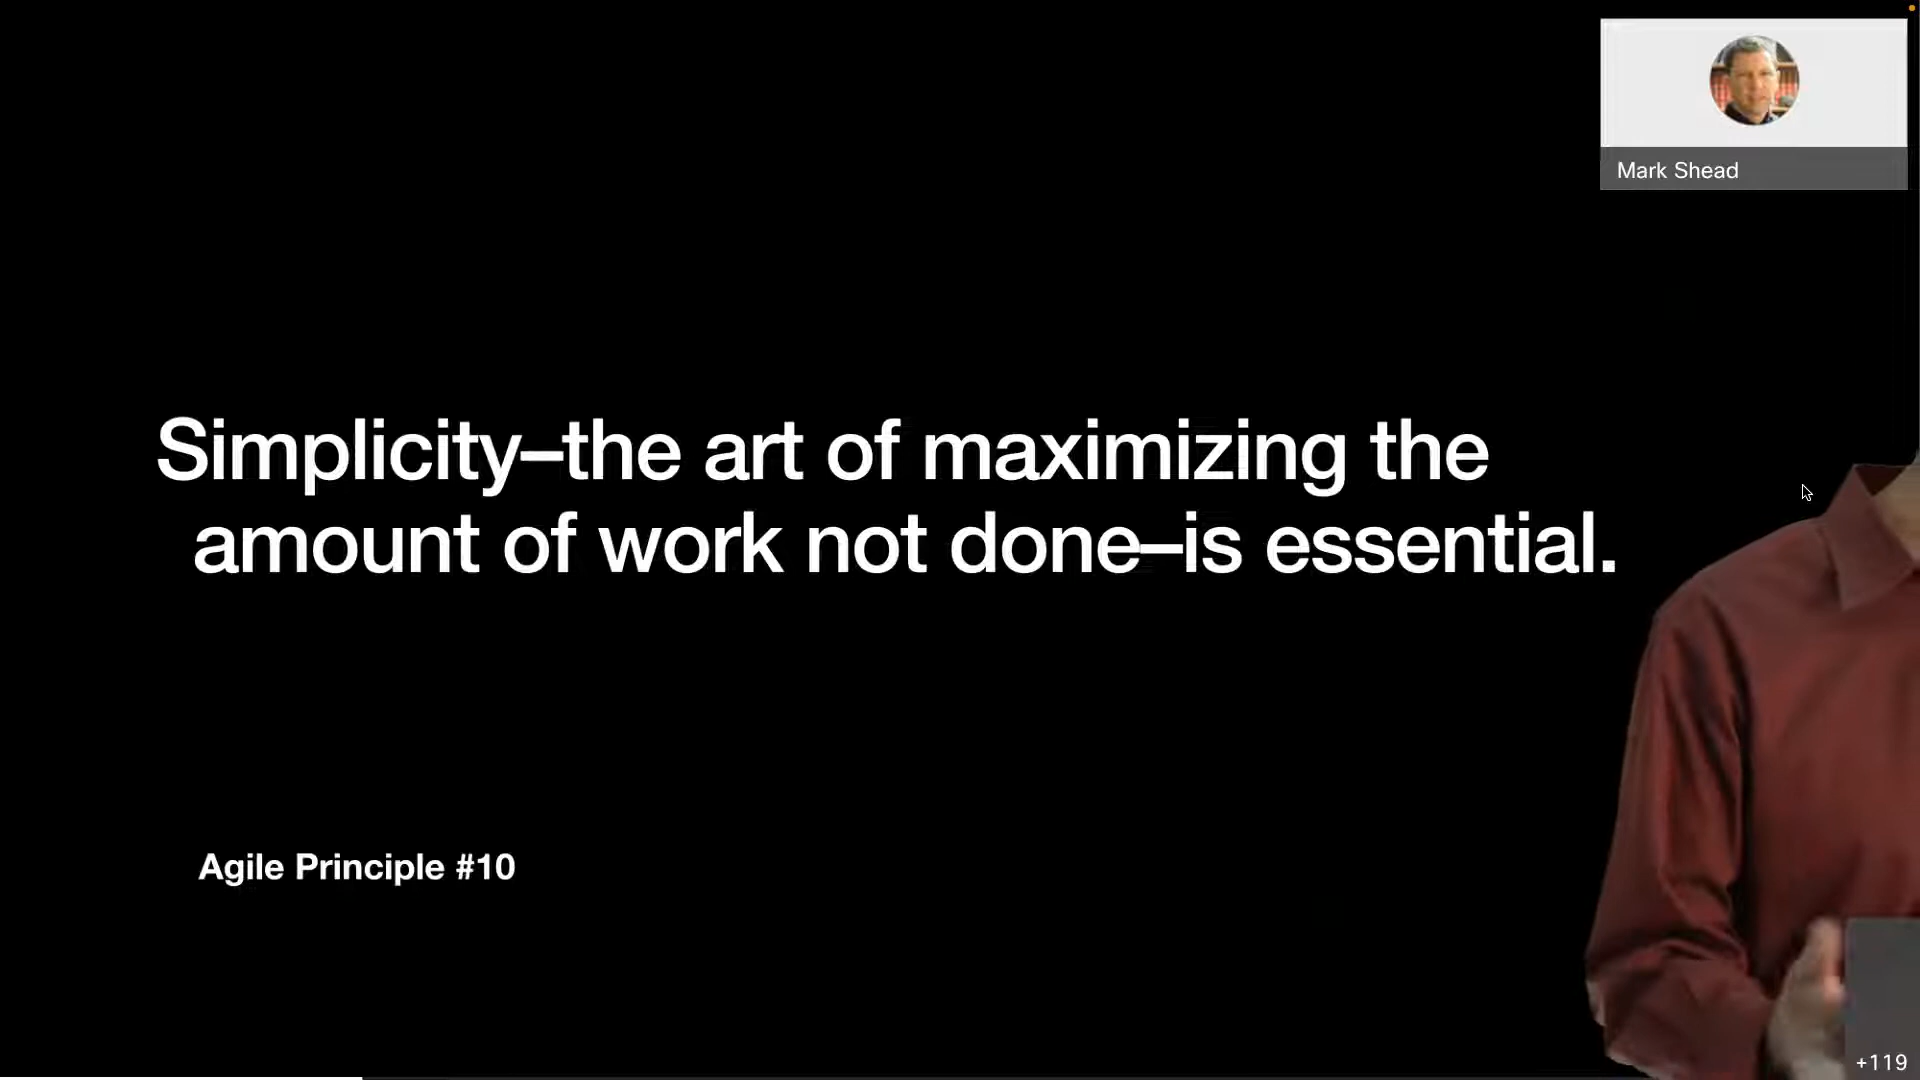 Mark Shead
Simplicity–the art of maximizing the
amount of work not done–is essential.
Agile Principle #10
+119